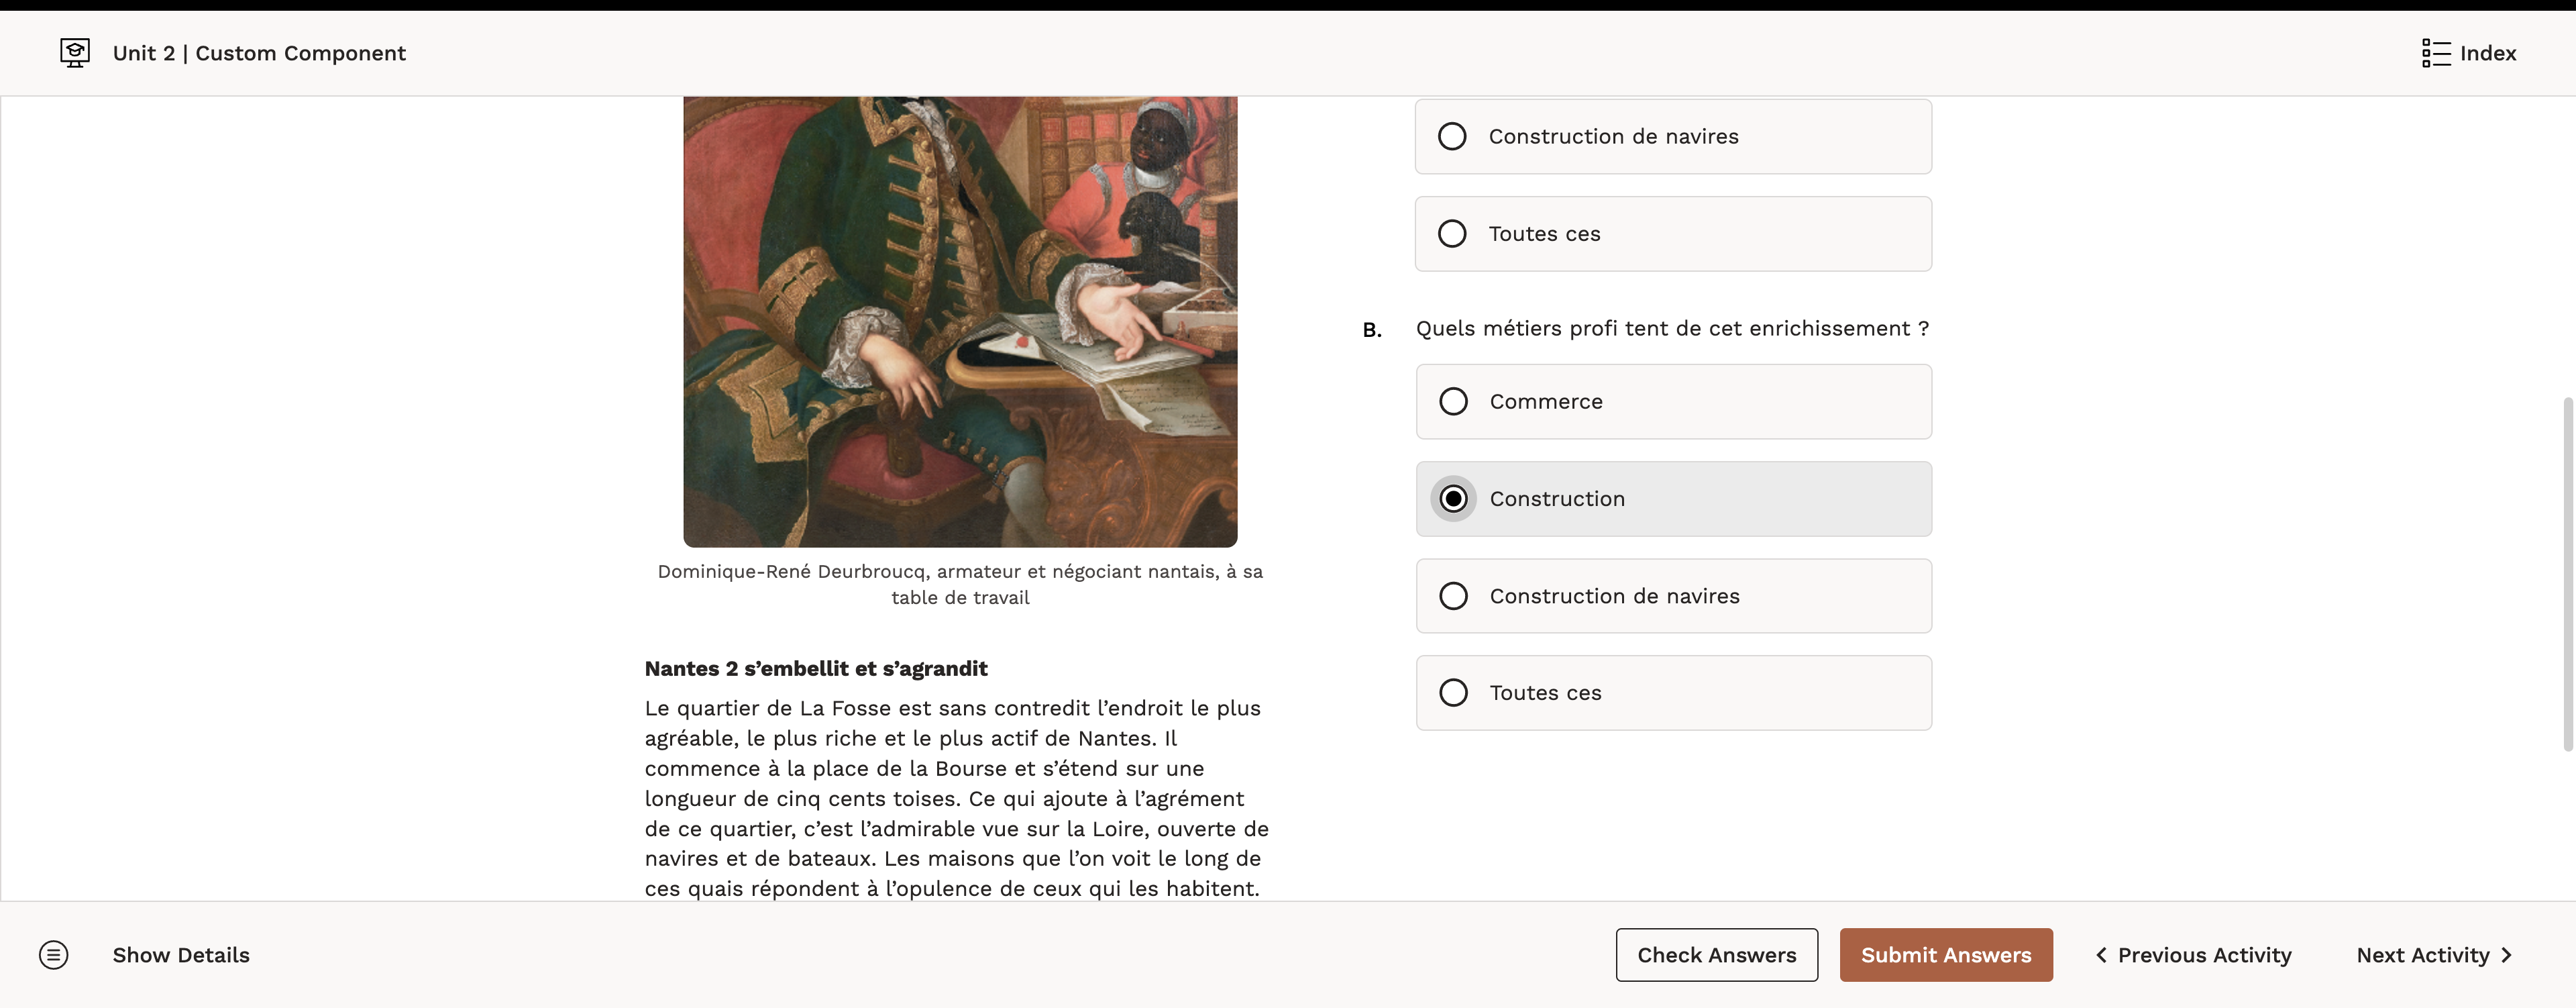 Unit 2 | Custom Component
Index
Dominique-René Deurbroucq, armateur et négociant nantais, à sa
table de travail
Nantes 2 s’embellit et s’agrandit
Le quartier de La Fosse est sans contredit l’endroit le plus
agréable, le plus riche et le plus actif de Nantes. Il
commence à la place de la Bourse et s’étend sur une
longueur de cinq cents toises. Ce qui ajoute à l’agrément
de ce quartier, c’est l’admirable vue sur la Loire, ouverte de
navires et de bateaux. Les maisons que l’on voit le long de
ces quais répondent à l’opulence de ceux qui les habitent.
Construction de navires
Toutes ces
B. Quels métiers profi tent de cet enrichissement ?
Commerce
Construction
Construction de navires
Toutes ces
Show Details
Check Answers
Submit Answers
Previous Activity
Next Activity